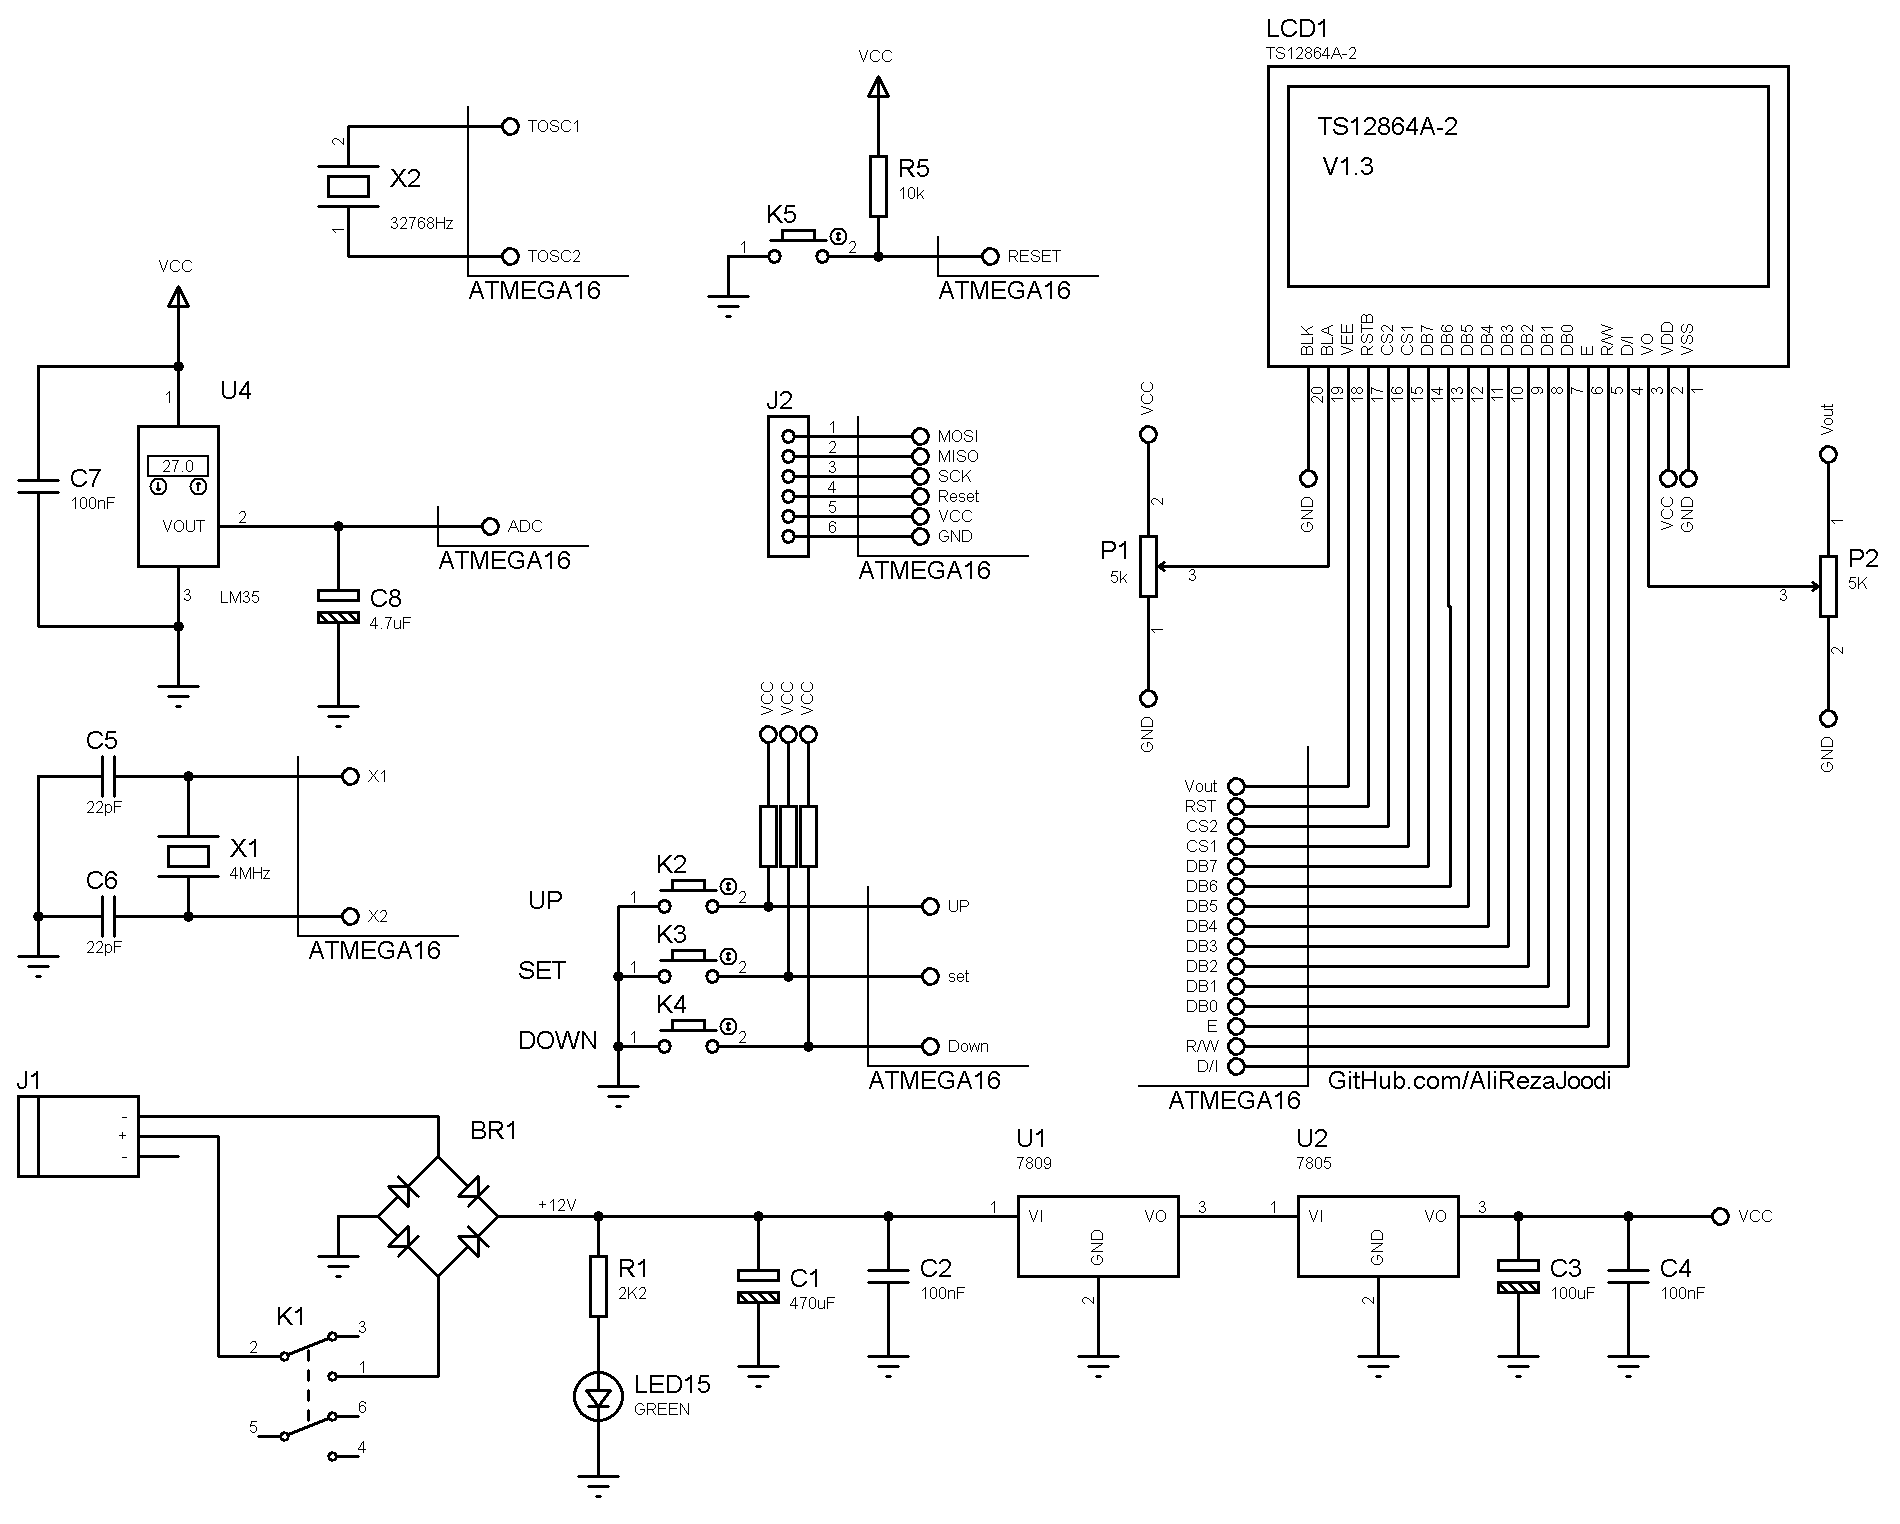 LCD1
TS12864A-2
TS12864A-2
V1.3
BLK
BLA
VEE
RSTB
CS2
CS1
DB7
DB6
DB5
DB4
DB3
DB2
DB1
DB0
E
R/W
D/I
VO
VDD
VSS
20
19
18
17
16
15
14
13
12
11
10
9
8
7
6
5
4
3
2
1
GND
VCC
GND
2
TOSC1
X2
32768Hz
1
TOSC2
ATMEGA16
VCC
R5
10k
K5
1
2
RESET
ATMEGA16
VCC
1
U4
C7
100nF
27.0
VOUT
2
ADC
ATMEGA16
3
LM35
C8
4.7uF
J2
1
MOSI
2
MISO
3
SCK
4
Reset
5
VCC
6
GND
ATMEGA16
VCC
2
P1
5k
3
1
GND
Vout
1
P2
5K
3
2
GND
C5
22pF
X1
X1
4MHz
C6
22pF
X2
ATMEGA16
VCC
VCC
VCC
UP
K2
1
2
UP
SET
K3
1
2
set
DOWN
K4
1
2
Down
ATMEGA16
Vout
RST
CS2
CS1
DB7
DB6
DB5
DB4
DB3
DB2
DB1
DB0
E
R/W
D/I
GitHub.com/AliRezaJoodi
ATMEGA16
J1
-
+
-
BR1
+12V
K1
2
3
1
5
6
4
R1
2K2
LED15
GREEN
C1
470uF
C2
100nF
U1
7809
1
VI
VO
3
GND
2
U2
7805
1
VI
VO
3
GND
2
C3
100uF
C4
100nF
VCC